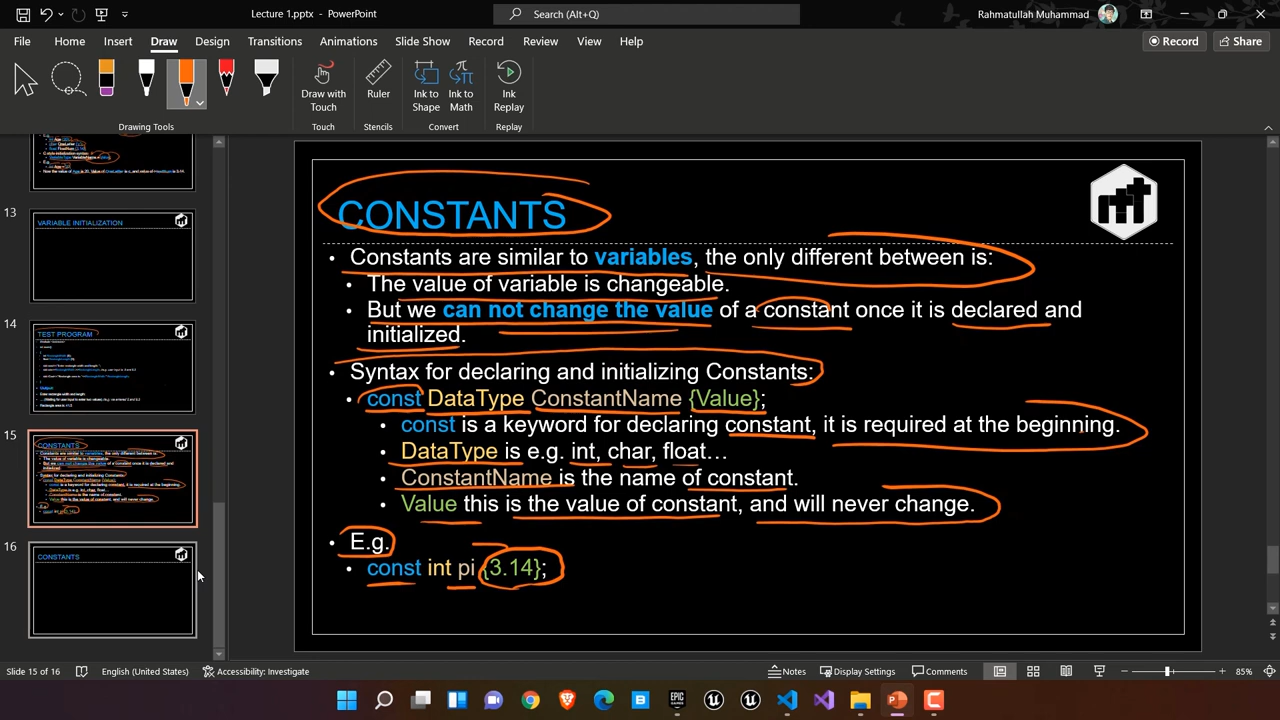 Lecture 1.pptx - PowerPoint
Search (Alt+Q)
Rahmatullah Muhammad
File Home Insert Draw Design Transitions Animations Slide Show Record Review View Help
Record Share
Draw with Touch
Ruler
Ink to Shape
Ink to Math
Ink Replay
Drawing Tools Touch Stencils Convert Replay
13
VARIABLE INITIALIZATION
14
TEST PROGRAM
15
CONSTANTS
16
CONSTANTS
CONSTANTS
• Constants are similar to variables, the only different between is:
• The value of variable is changeable.
• But we can not change the value of a constant once it is declared and
initialized.
• Syntax for declaring and initializing Constants:
• const DataType ConstantName {Value};
• const is a keyword for declaring constant, it is required at the beginning.
• DataType is e.g. int, char, float…
• ConstantName is the name of constant.
• Value this is the value of constant, and will never change.
• E.g.
• const int pi {3.14};
Slide 15 of 16 English (United States) Accessibility: Investigate Notes Display Settings Comments 85%